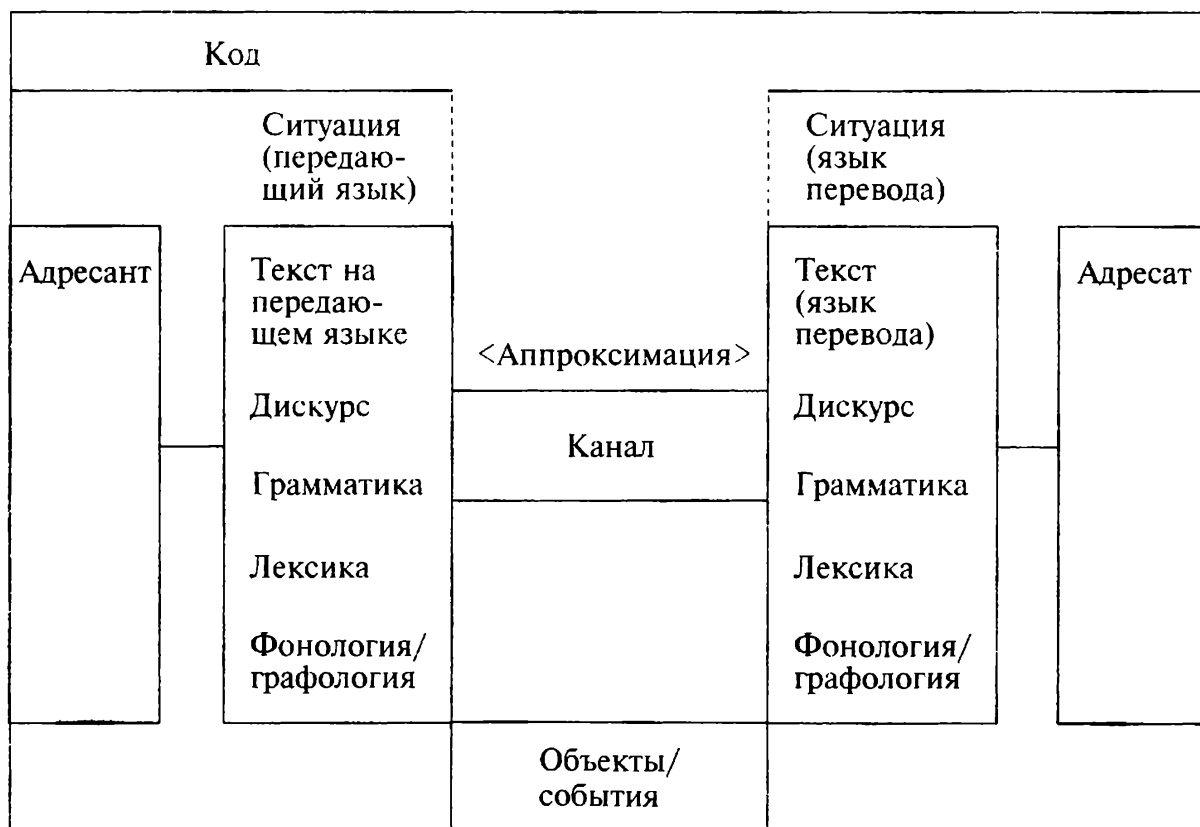 Код
Ситуация
(передаю-
щий язык)
Ситуация
(язык
перевода)
Адресант
Текст на
передаю-
щем языке
Дискурс
Грамматика
Лексика
Фонология/
графология
<Аппроксимация>
Канал
Объекты/
события
Текст
(язык
перевода)
Дискурс
Грамматика
Лексика
Фонология/
графология
Адресат